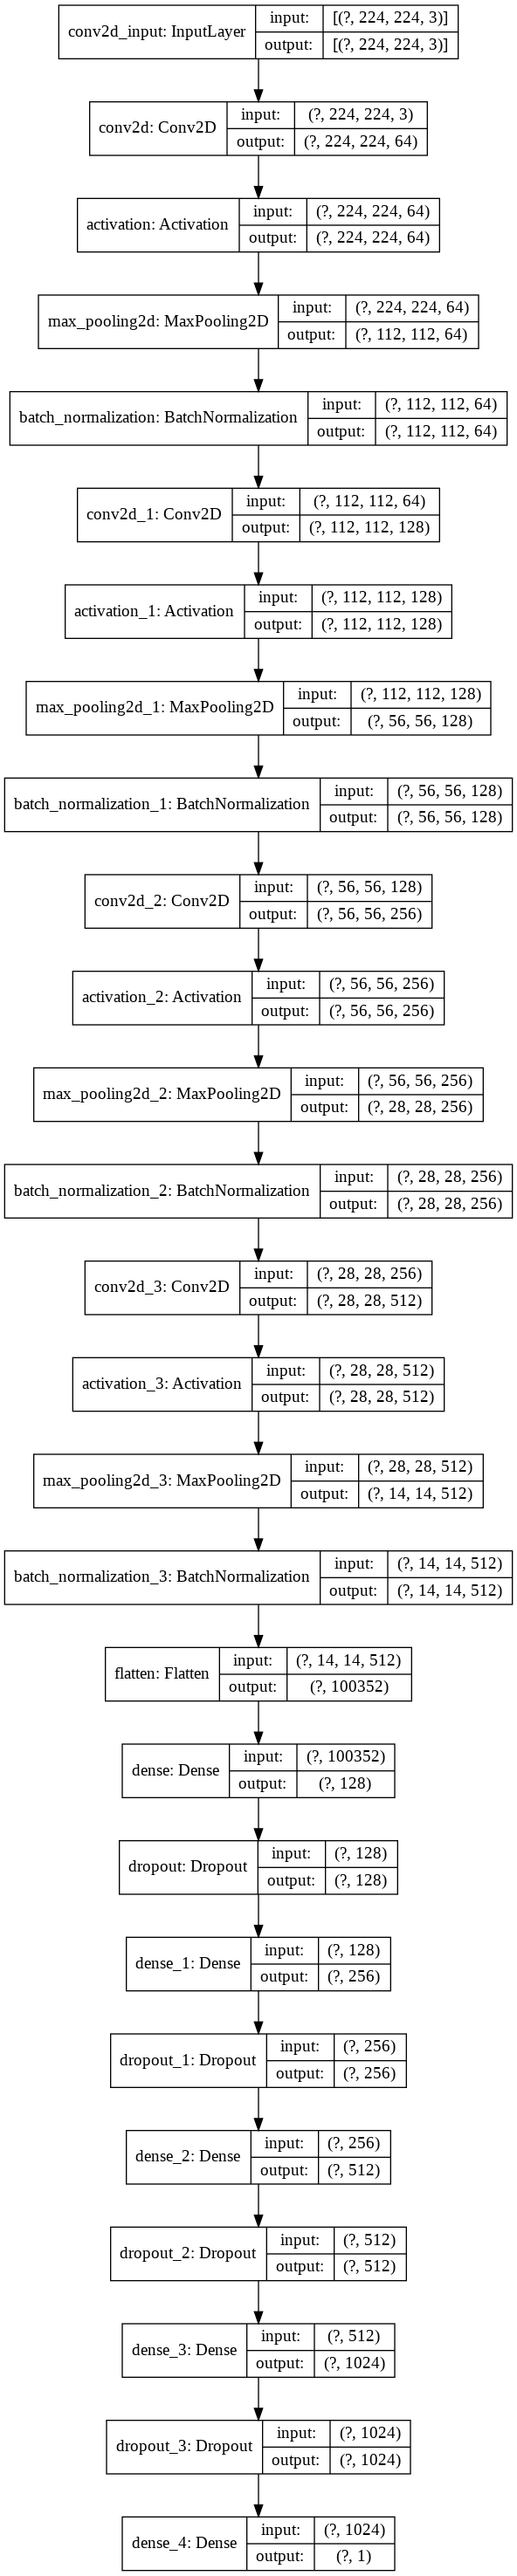 conv2d_input: InputLayer
input: [(?, 224, 224, 3)]
output: [(?, 224, 224, 3)]
conv2d: Conv2D
input: (?, 224, 224, 3)
output: (?, 224, 224, 64)
activation: Activation
input: (?, 224, 224, 64)
output: (?, 224, 224, 64)
max_pooling2d: MaxPooling2D
input: (?, 224, 224, 64)
output: (?, 112, 112, 64)
batch_normalization: BatchNormalization
input: (?, 112, 112, 64)
output: (?, 112, 112, 64)
conv2d_1: Conv2D
input: (?, 112, 112, 64)
output: (?, 112, 112, 128)
activation_1: Activation
input: (?, 112, 112, 128)
output: (?, 112, 112, 128)
max_pooling2d_1: MaxPooling2D
input: (?, 112, 112, 128)
output: (?, 56, 56, 128)
batch_normalization_1: BatchNormalization
input: (?, 56, 56, 128)
output: (?, 56, 56, 128)
conv2d_2: Conv2D
input: (?, 56, 56, 128)
output: (?, 56, 56, 256)
activation_2: Activation
input: (?, 56, 56, 256)
output: (?, 56, 56, 256)
max_pooling2d_2: MaxPooling2D
input: (?, 56, 56, 256)
output: (?, 28, 28, 256)
batch_normalization_2: BatchNormalization
input: (?, 28, 28, 256)
output: (?, 28, 28, 256)
conv2d_3: Conv2D
input: (?, 28, 28, 256)
output: (?, 28, 28, 512)
activation_3: Activation
input: (?, 28, 28, 512)
output: (?, 28, 28, 512)
max_pooling2d_3: MaxPooling2D
input: (?, 28, 28, 512)
output: (?, 14, 14, 512)
batch_normalization_3: BatchNormalization
input: (?, 14, 14, 512)
output: (?, 14, 14, 512)
flatten: Flatten
input: (?, 14, 14, 512)
output: (?, 100352)
dense: Dense
input: (?, 100352)
output: (?, 128)
dropout: Dropout
input: (?, 128)
output: (?, 128)
dense_1: Dense
input: (?, 128)
output: (?, 256)
dropout_1: Dropout
input: (?, 256)
output: (?, 256)
dense_2: Dense
input: (?, 256)
output: (?, 512)
dropout_2: Dropout
input: (?, 512)
output: (?, 512)
dense_3: Dense
input: (?, 512)
output: (?, 1024)
dropout_3: Dropout
input: (?, 1024)
output: (?, 1024)
dense_4: Dense
input: (?, 1024)
output: (?, 1)